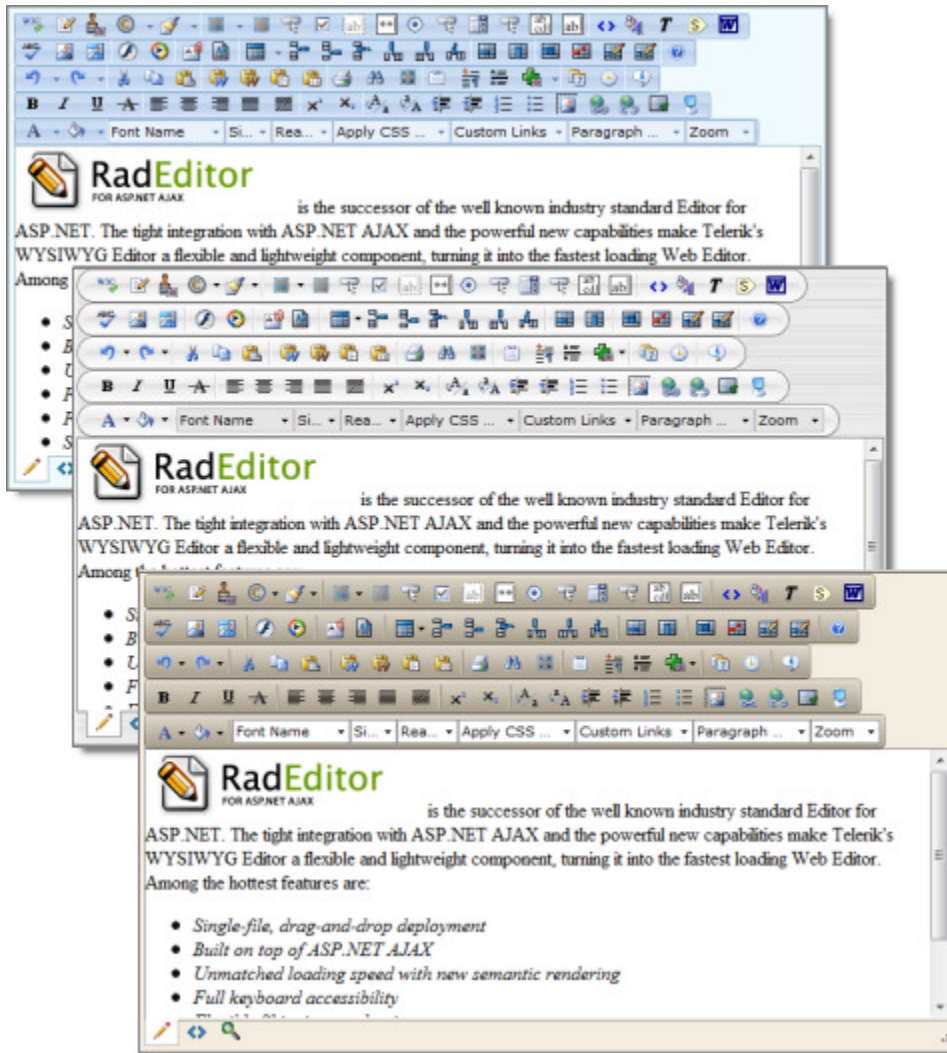 A Font Name Si... Rea... Apply CSS ... Custom Links Paragraph ... Zoom
RadEditor
FOR ASP.NET AJAX
is the successor of the well known industry standard Editor for
ASP.NET. The tight integration with ASP.NET AJAX and the powerful new capabilities make Telerik's
WYSIWYG Editor a flexible and lightweight component, turning it into the fastest loading Web Editor.
Among
A Font Name Si... Rea... Apply CSS ... Custom Links Paragraph ... Zoom
RadEditor
FOR ASP.NET AJAX
is the successor of the well known industry standard Editor for
ASP.NET. The tight integration with ASP.NET AJAX and the powerful new capabilities make Telerik's
WYSIWYG Editor a flexible and lightweight component, turning it into the fastest loading Web Editor.
Among
B I U A
A Font Name Si... Rea... Apply CSS ... Custom Links Paragraph ... Zoom
RadEditor
FOR ASP.NET AJAX
is the successor of the well known industry standard Editor for
ASP.NET. The tight integration with ASP.NET AJAX and the powerful new capabilities make Telerik's
WYSIWYG Editor a flexible and lightweight component, turning it into the fastest loading Web Editor.
Among the hottest features are:
Single-file, drag-and-drop deployment
Built on top of ASP.NET AJAX
Unmatched loading speed with new semantic rendering
Full keyboard accessibility